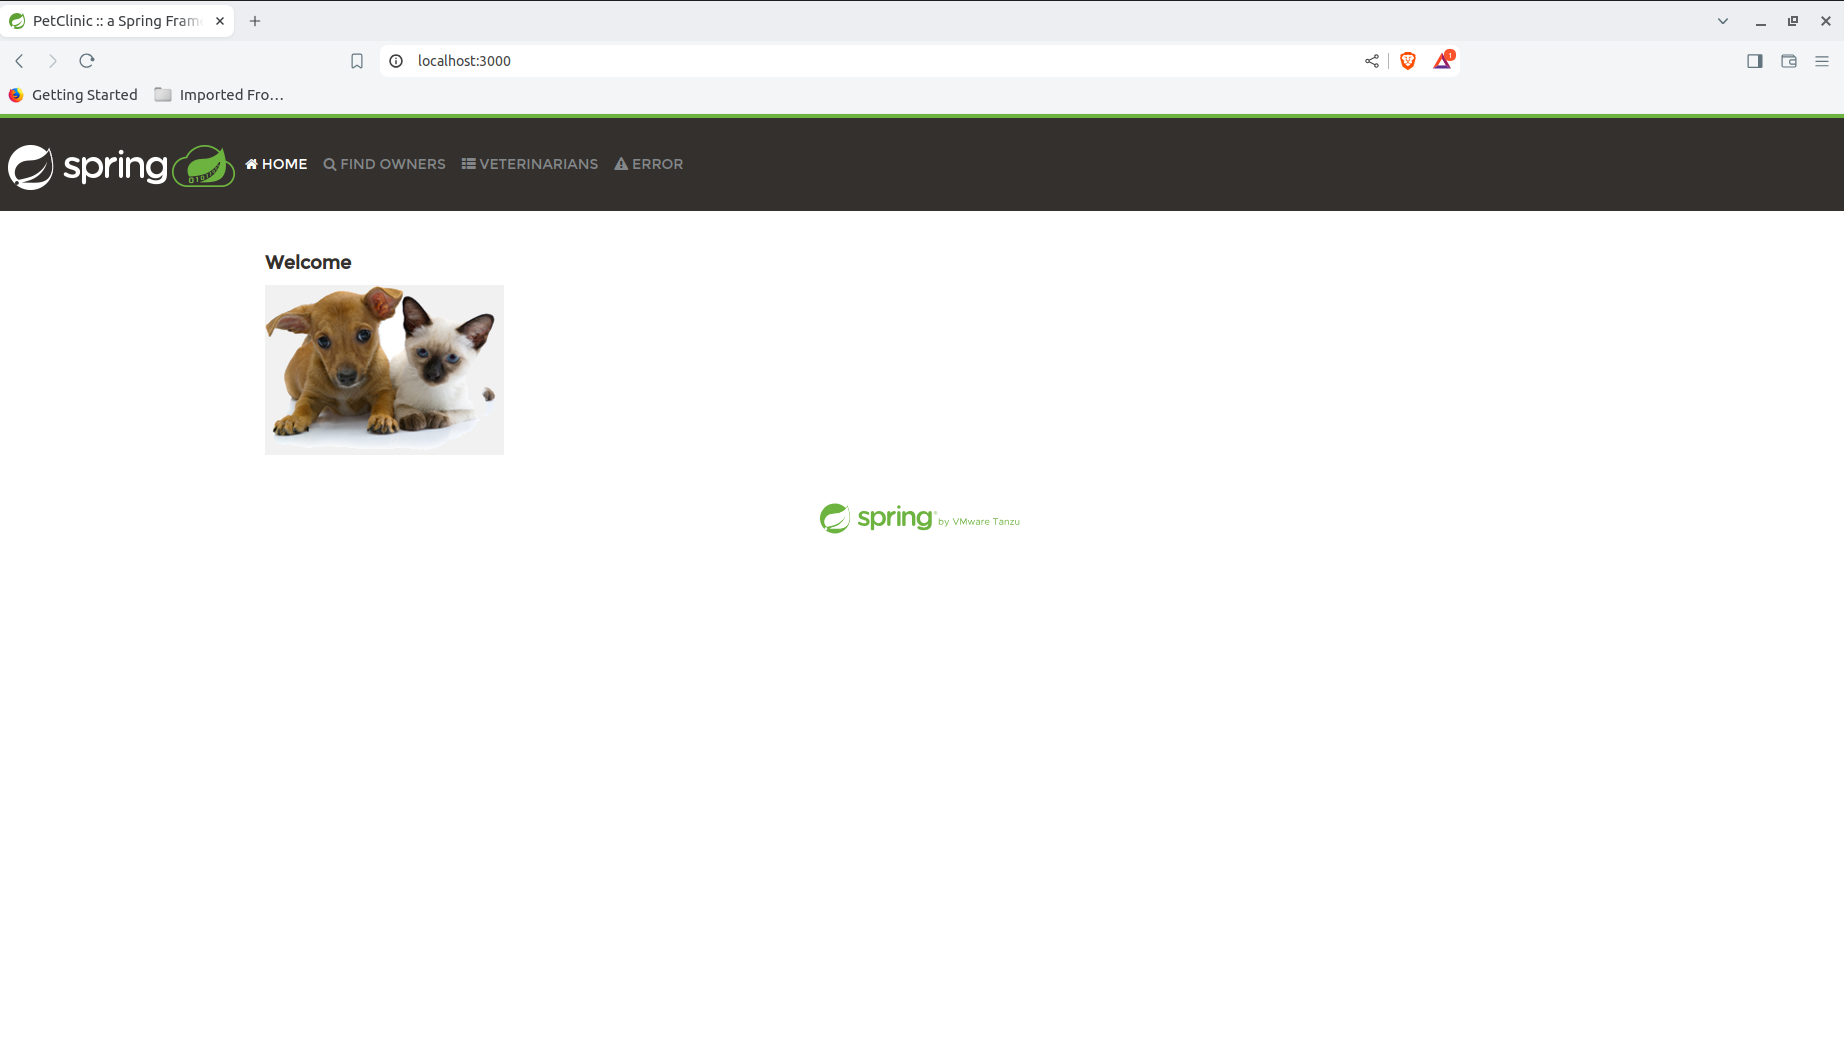 PetClinic :: a Spring Fram
localhost:3000
1
Getting Started
Imported Fro…
spring
HOME
FIND OWNERS
VETERINARIANS
ERROR
Welcome
spring by VMware Tanzu